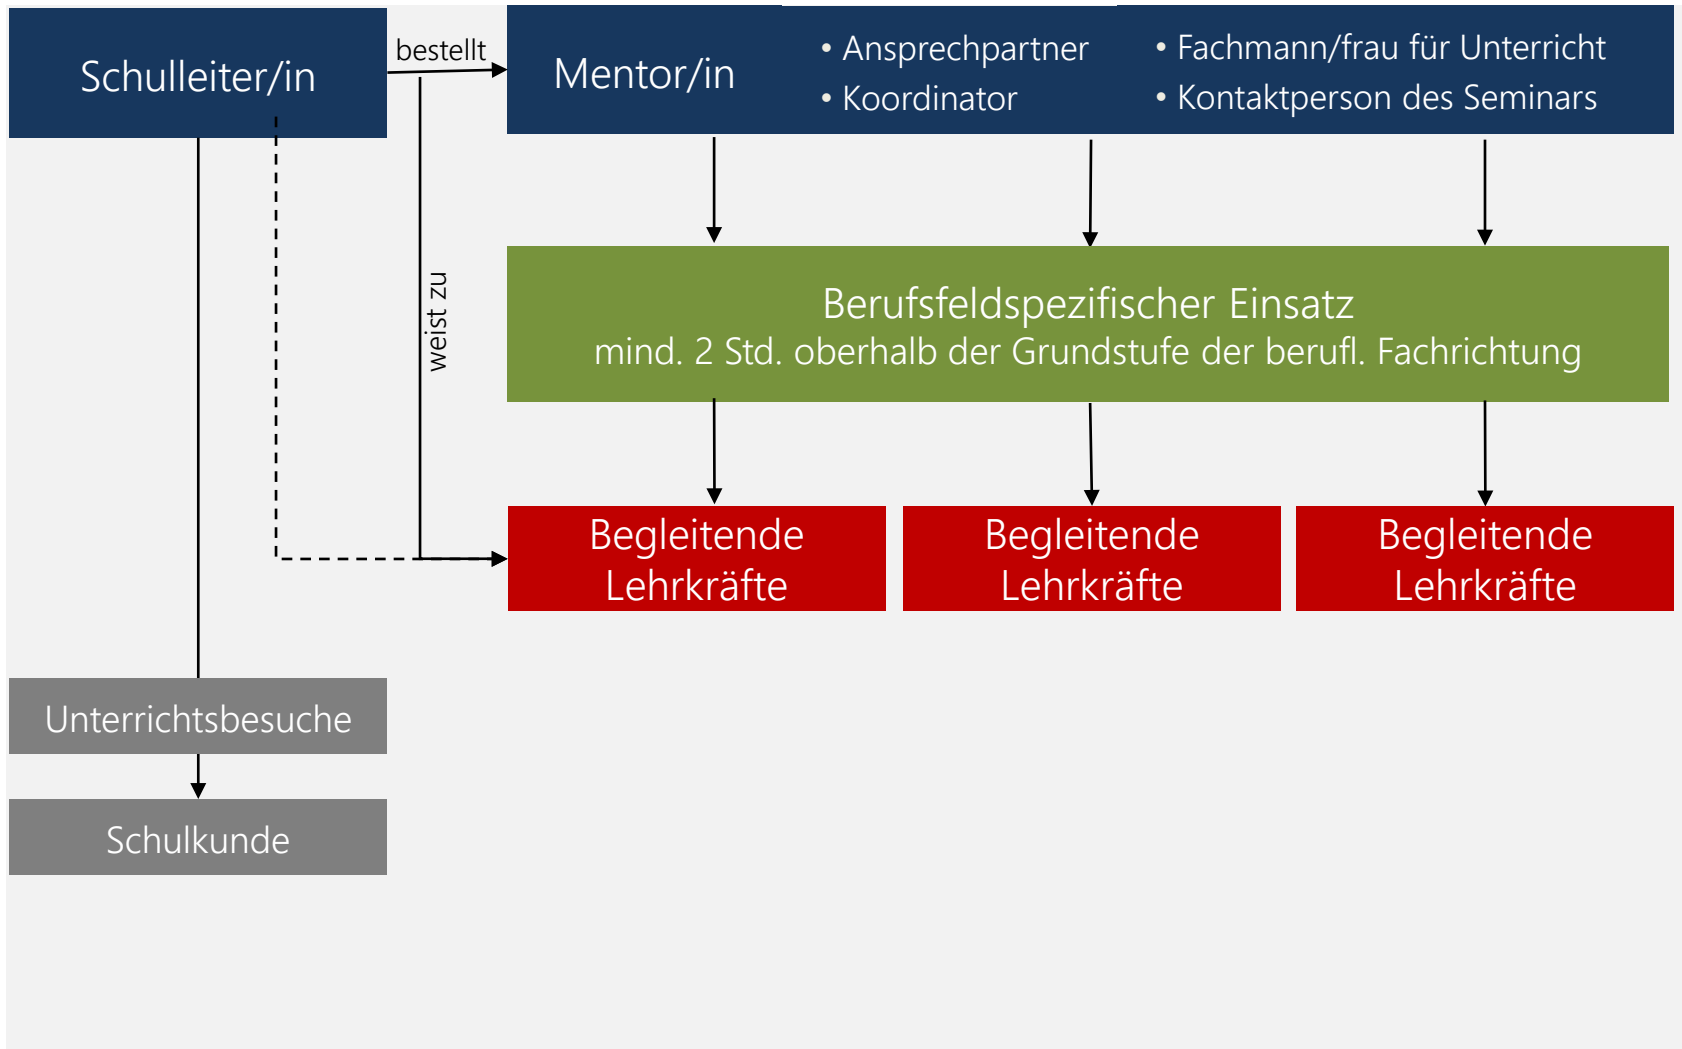 Schulleiter/in
bestellt
Mentor/in
• Ansprechpartner
• Koordinator
• Fachmann/frau für Unterricht
• Kontaktperson des Seminars
weist zu
Berufsfeldspezifischer Einsatz
mind. 2 Std. oberhalb der Grundstufe der berufl. Fachrichtung
Begleitende
Lehrkräfte
Begleitende
Lehrkräfte
Begleitende
Lehrkräfte
Unterrichtsbesuche
Schulkunde